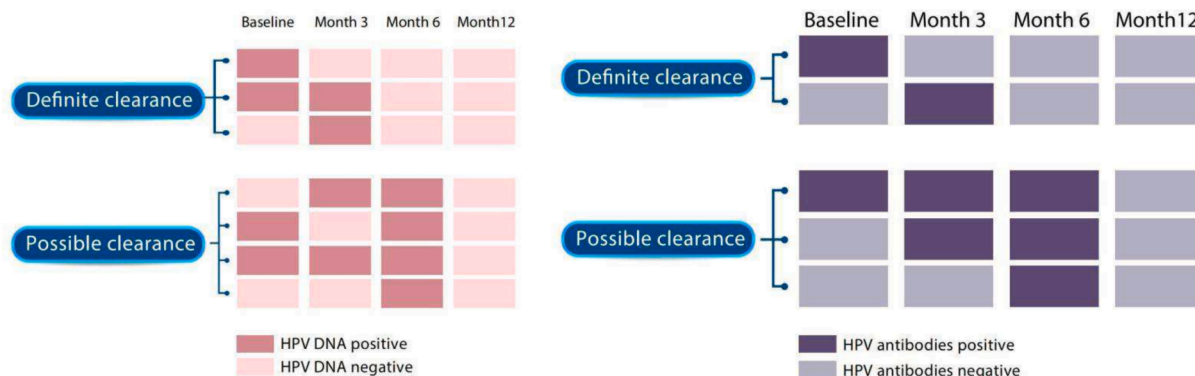 Baseline Month 3 Month 6 Month12
Definite clearance
Possible clearance
HPV DNA positive
HPV DNA negative
Baseline Month 3 Month 6 Month12
Definite clearance
Possible clearance
HPV antibodies positive
HPV antibodies negative